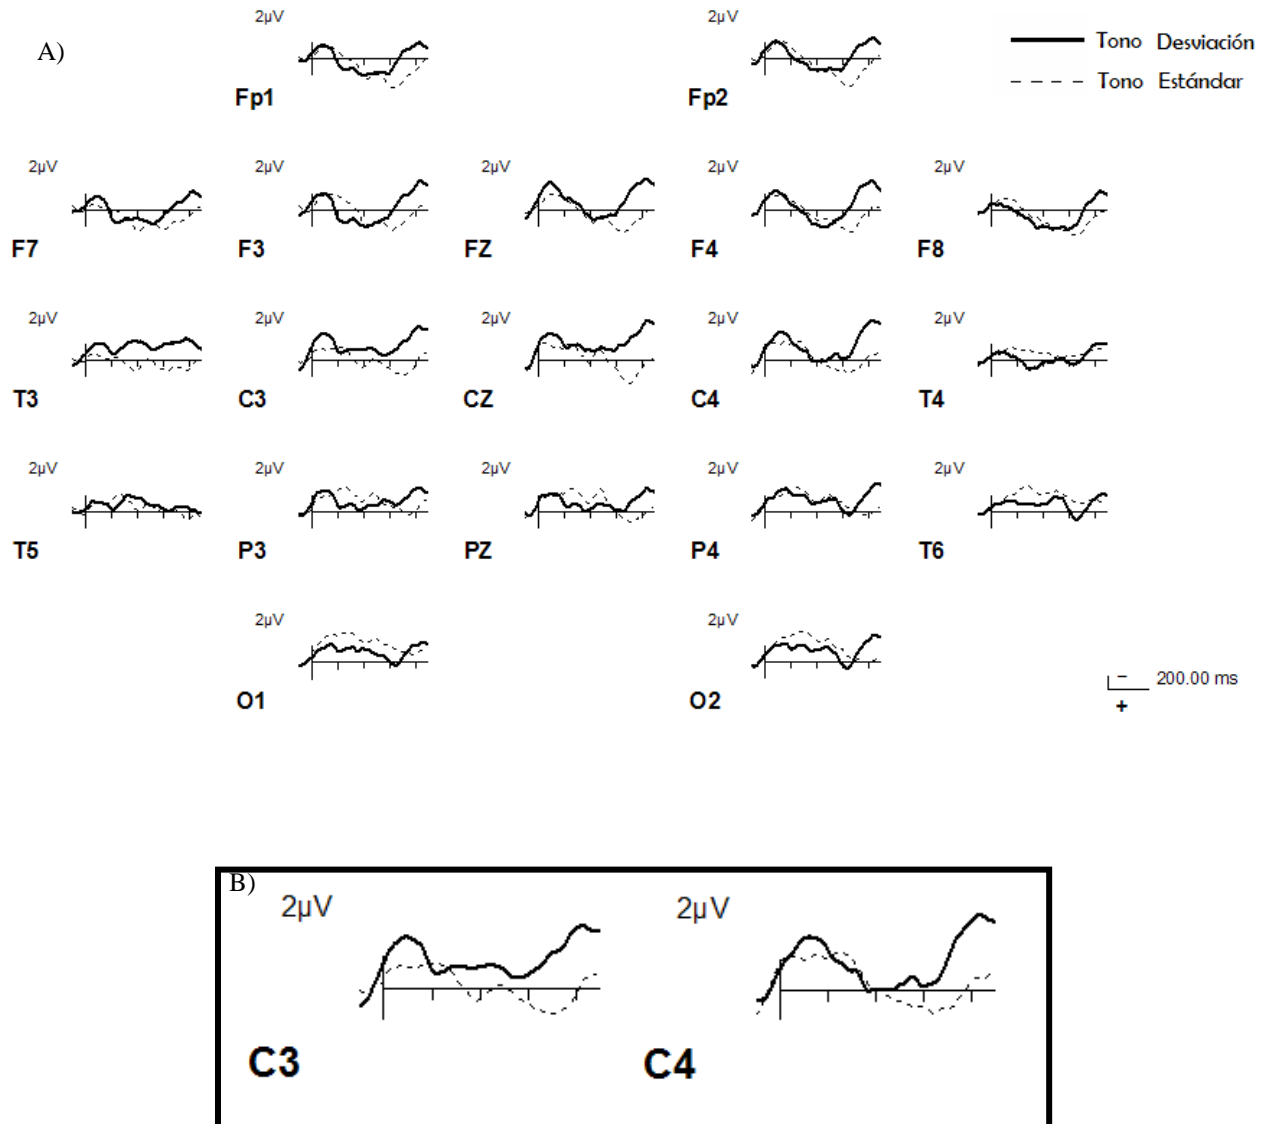 A)
2µV
2µV
Tono Desviación
Tono Estándar
Fp1
Fp2
2µV
2µV
2µV
2µV
2µV
F7
F3
FZ
F4
F8
2µV
2µV
2µV
2µV
2µV
T3
C3
CZ
C4
T4
2µV
2µV
2µV
2µV
2µV
T5
P3
PZ
P4
T6
2µV
2µV
O1
O2
−
200.00 ms
+
B)
2µV
2µV
C3
C4